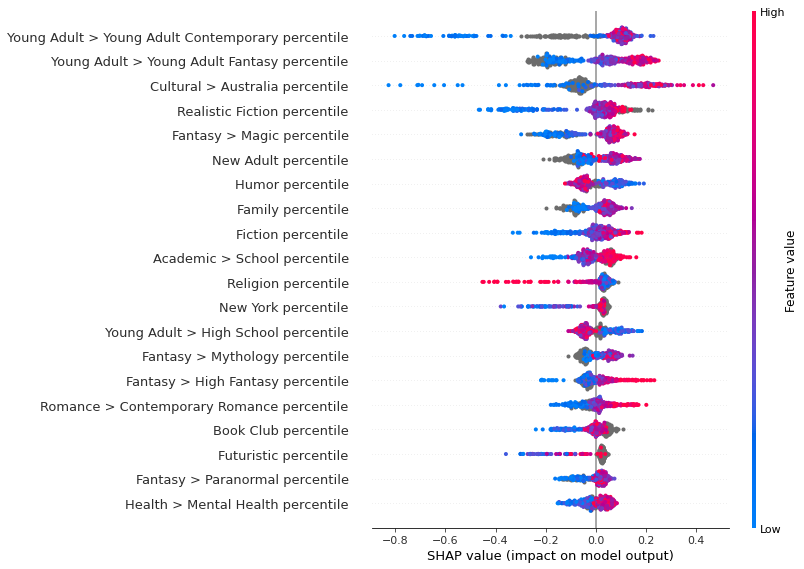 High
Young Adult > Young Adult Contemporary percentile
Young Adult > Young Adult Fantasy percentile
Cultural > Australia percentile
Realistic Fiction percentile
Fantasy > Magic percentile
New Adult percentile
Humor percentile
Family percentile
Fiction percentile
Academic > School percentile
Religion percentile
New York percentile
Young Adult > High School percentile
Fantasy > Mythology percentile
Fantasy > High Fantasy percentile
Romance > Contemporary Romance percentile
Book Club percentile
Futuristic percentile
Fantasy > Paranormal percentile
Health > Mental Health percentile
Feature value
Low
−0.8 −0.6 −0.4 −0.2 0.0 0.2 0.4
SHAP value (impact on model output)